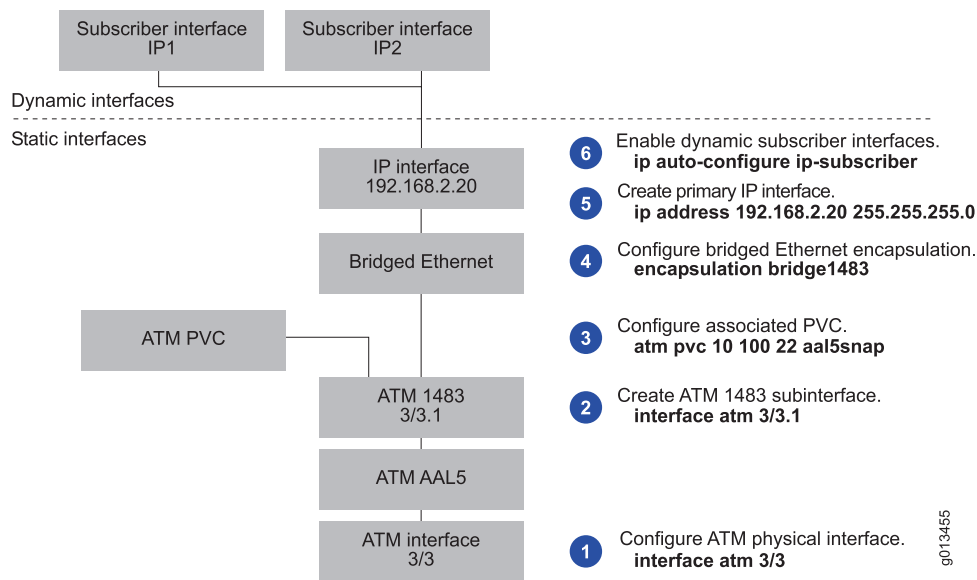 Subscriber interface
IP1
Subscriber interface
IP2
Dynamic interfaces
Static interfaces
IP interface
192.168.2.20
6
Enable dynamic subscriber interfaces.
ip auto-configure ip-subscriber
5
Create primary IP interface.
ip address 192.168.2.20 255.255.255.0
Bridged Ethernet
4
Configure bridged Ethernet encapsulation.
encapsulation bridge1483
ATM PVC
3
Configure associated PVC.
atm pvc 10 100 22 aal5snap
ATM 1483
3/3.1
2
Create ATM 1483 subinterface.
interface atm 3/3.1
ATM AAL5
ATM interface
3/3
1
Configure ATM physical interface.
interface atm 3/3
g013455